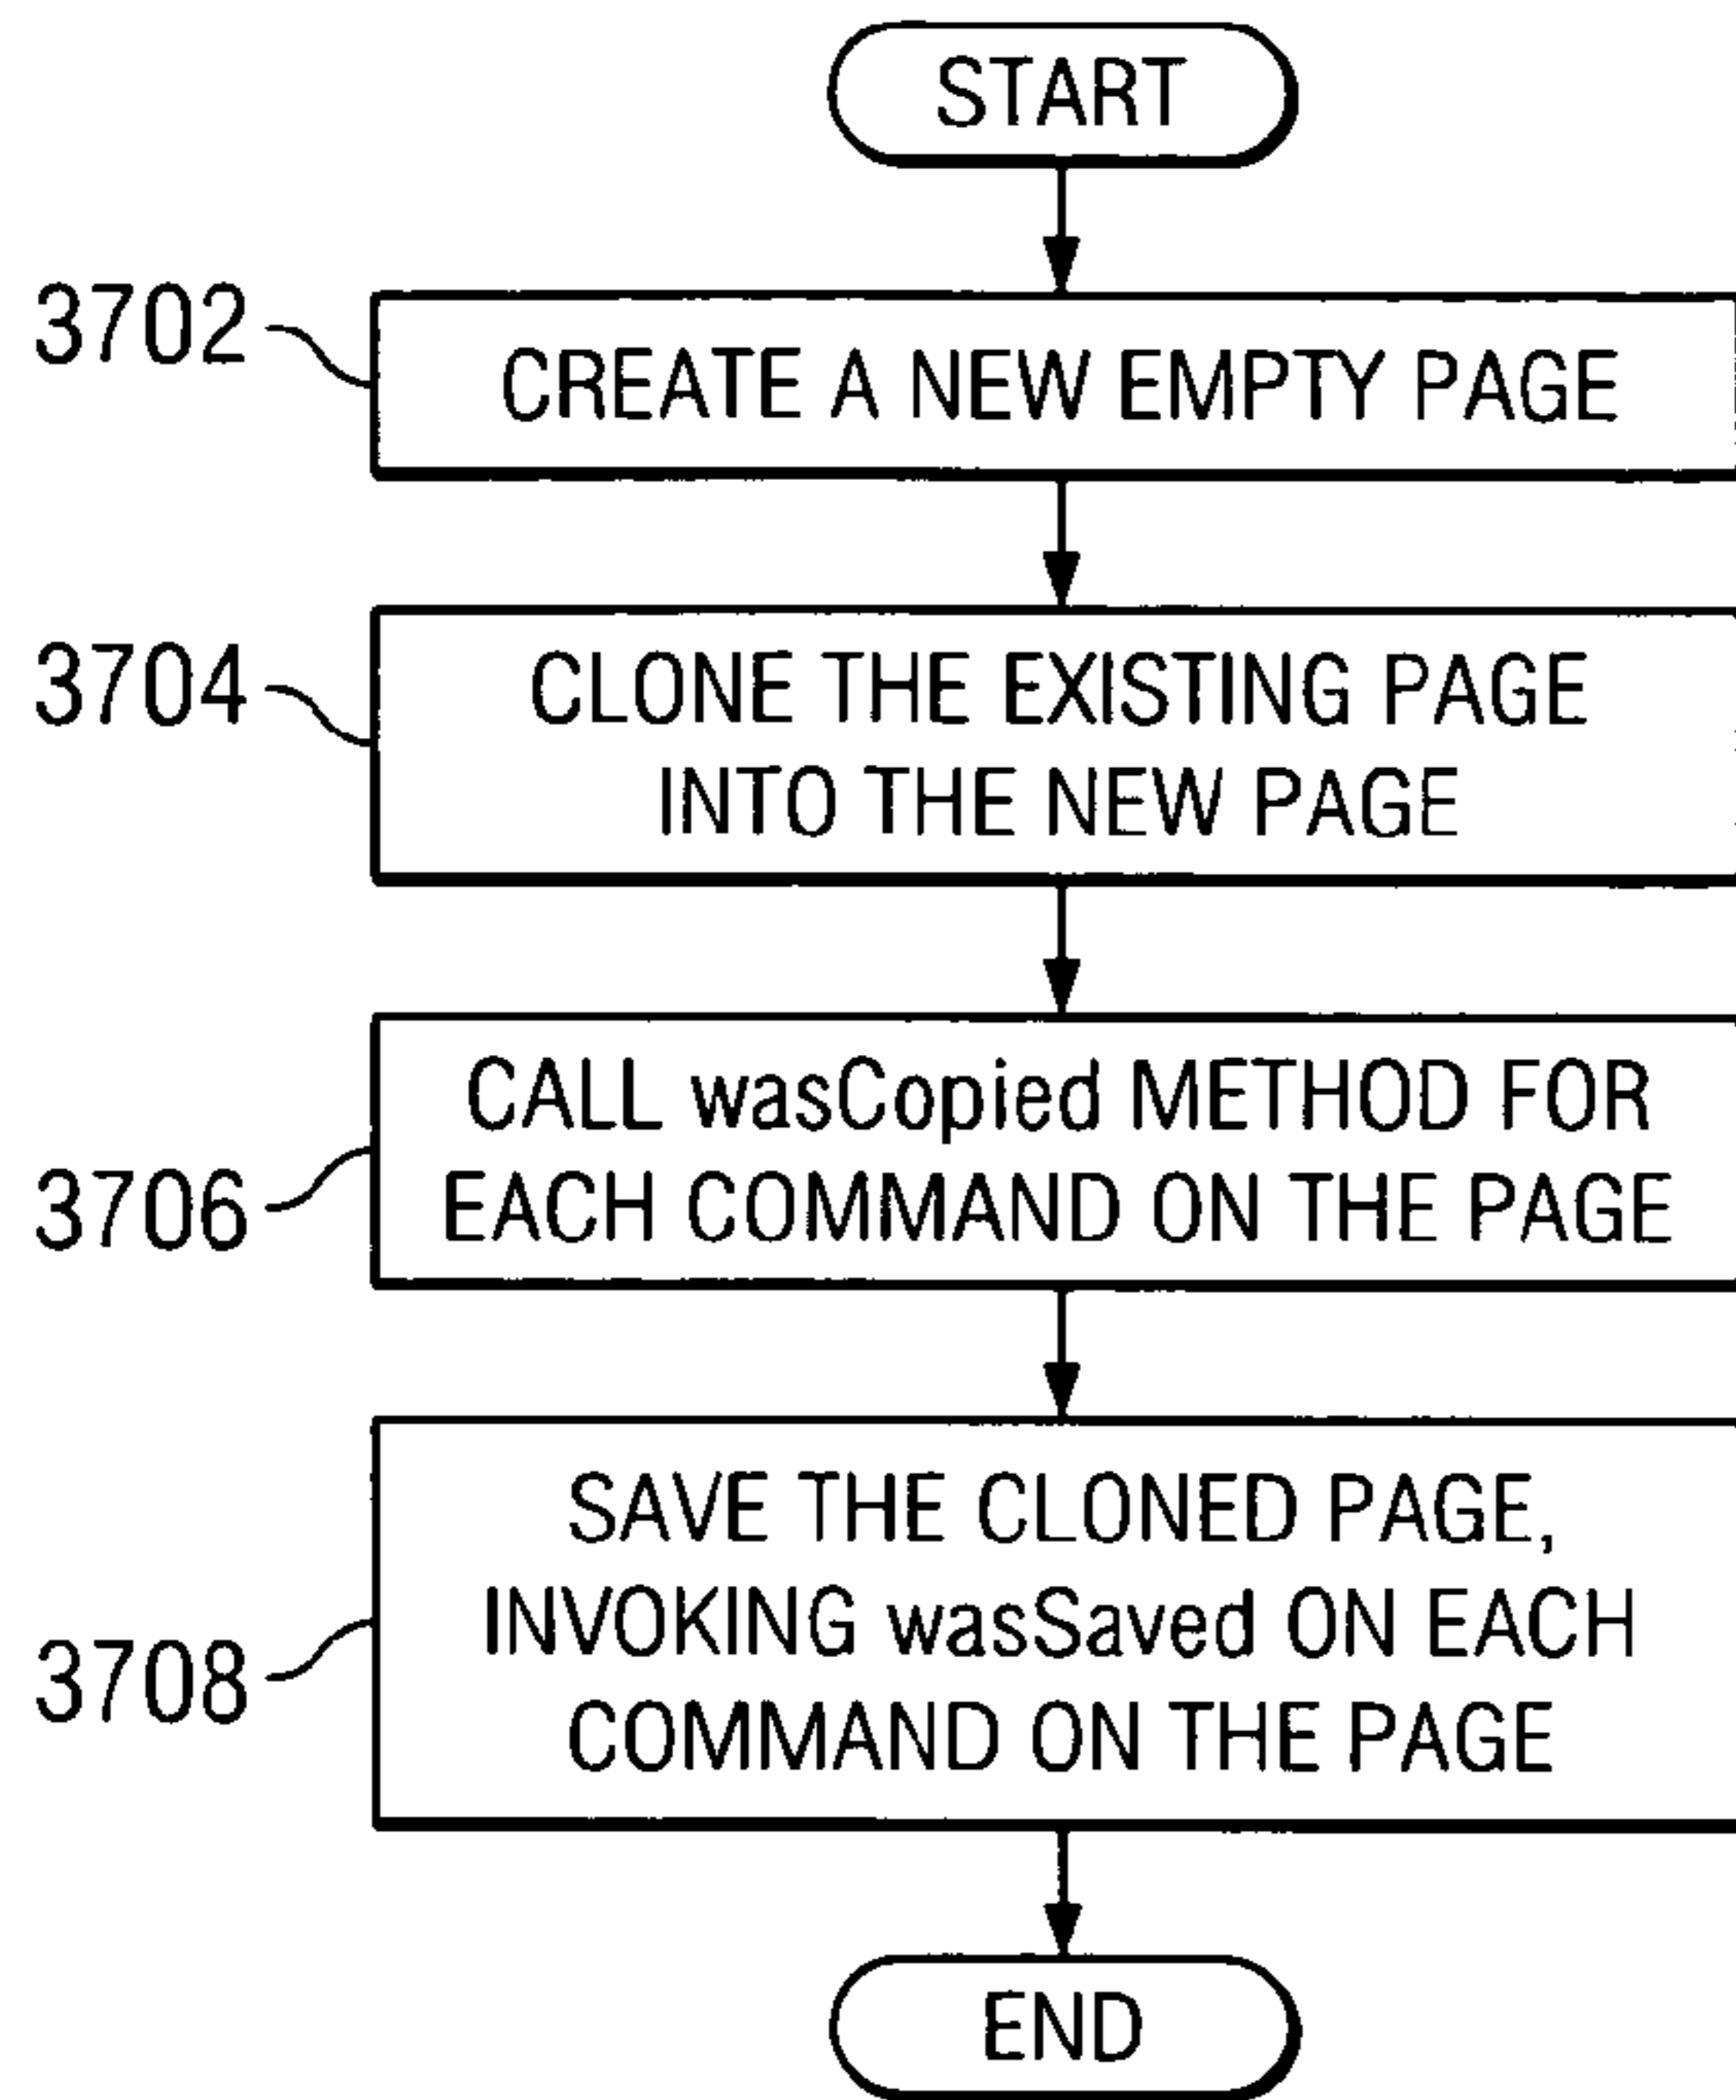 START
3702
CREATE A NEW EMPTY PAGE
3704
CLONE THE EXISTING PAGE
INTO THE NEW PAGE
3706
CALL wasCopied METHOD FOR
EACH COMMAND ON THE PAGE
3708
SAVE THE CLONED PAGE,
INVOKING wasSaved ON EACH
COMMAND ON THE PAGE
END